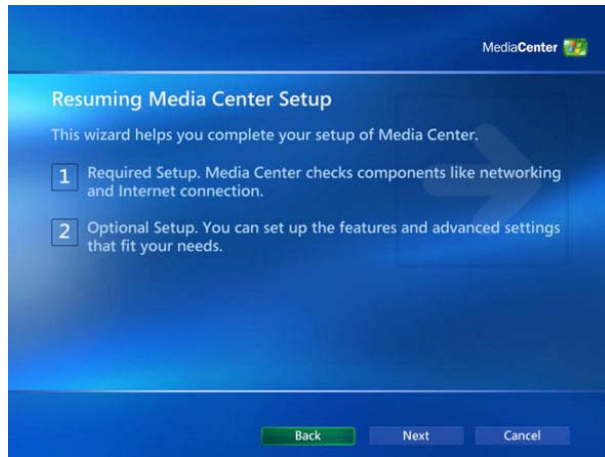 MediaCenter
Resuming Media Center Setup
This wizard helps you complete your setup of Media Center.
1 Required Setup. Media Center checks components like networking
and Internet connection.
2 Optional Setup. You can set up the features and advanced settings
that fit your needs.
Back Next Cancel